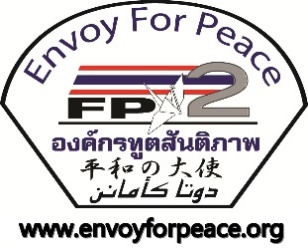 Envoy For Peace
FP 2
องค์กรทูตสันติภาพ
平和の大使
دوتا كأمانن
www.envoyforpeace.org